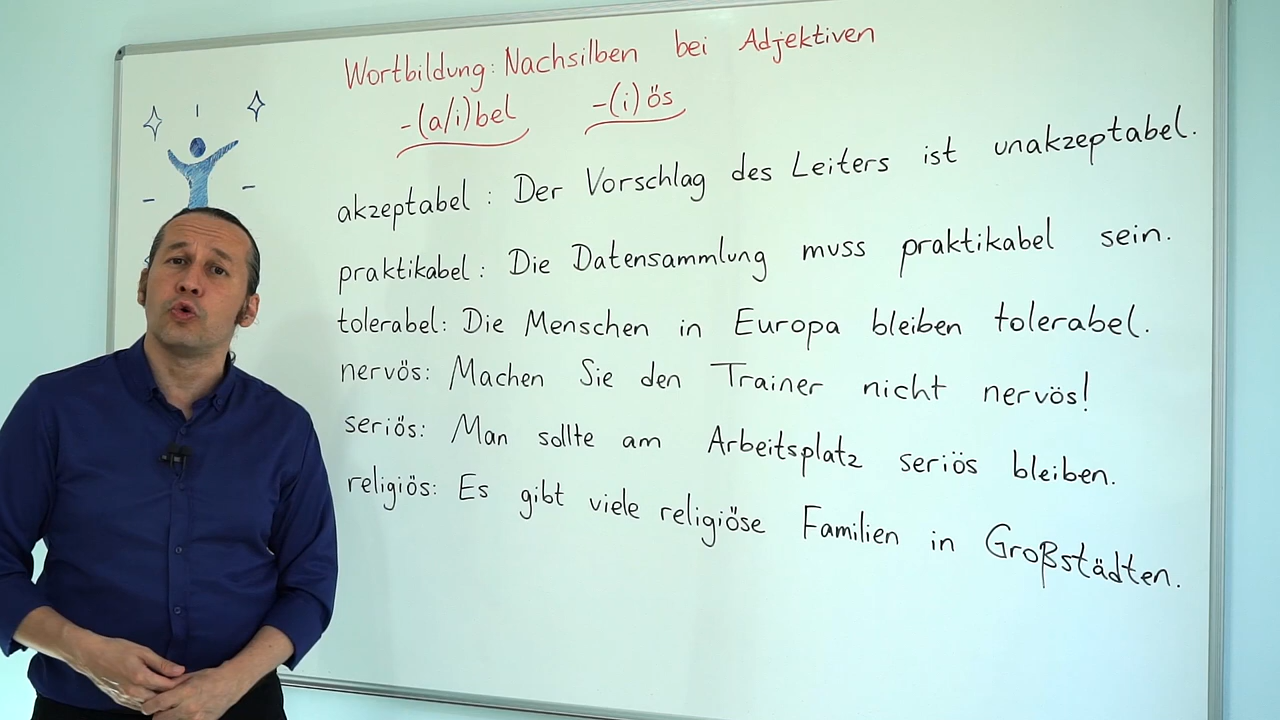 Wortbildung: Nachsilben bei Adjektiven
-(a/i)bel -(i)ös
akzeptabel: Der Vorschlag des Leiters ist unakzeptabel.
praktikabel: Die Datensammlung muss praktikabel sein.
tolerabel: Die Menschen in Europa bleiben tolerabel.
nervös: Machen Sie den Trainer nicht nervös!
seriös: Man sollte am Arbeitsplatz seriös bleiben.
religiös: Es gibt viele religiöse Familien in Großstädten.